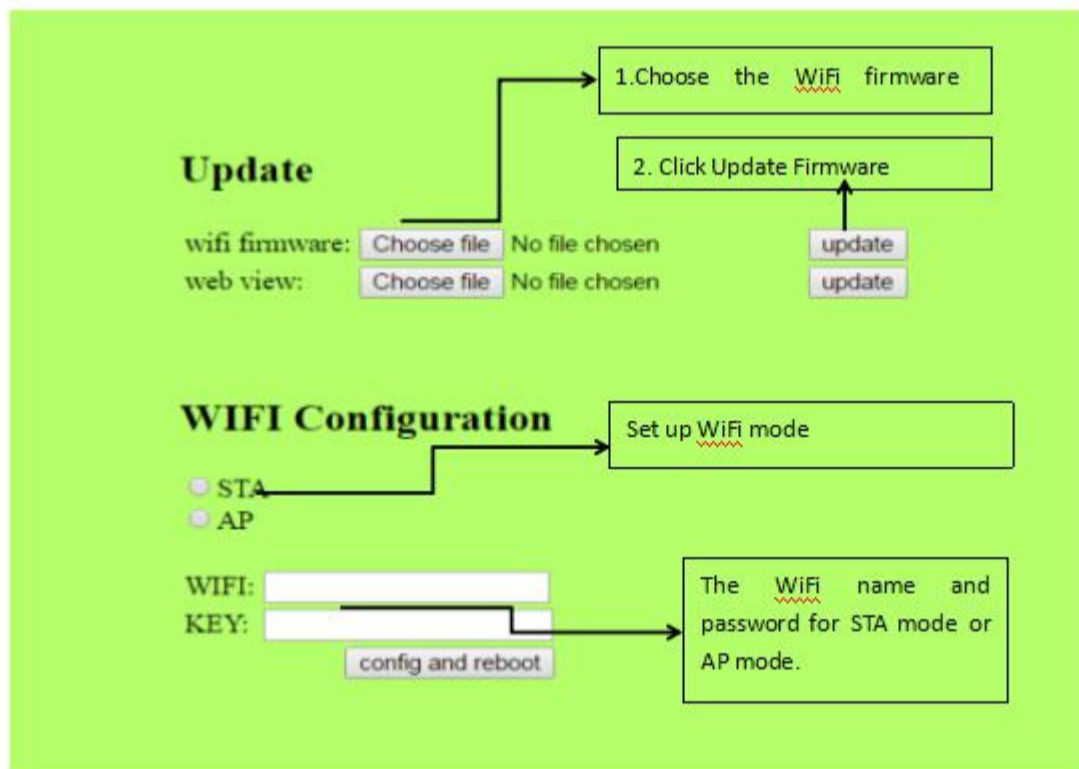 1.Choose the WiFi firmware
Update
2. Click Update Firmware
wifi firmware: Choose file No file chosen update
web view: Choose file No file chosen update
WIFI Configuration
Set up WiFi mode
STA
AP
WIFI:
KEY:
config and reboot
The WiFi name and
password for STA mode or
AP mode.